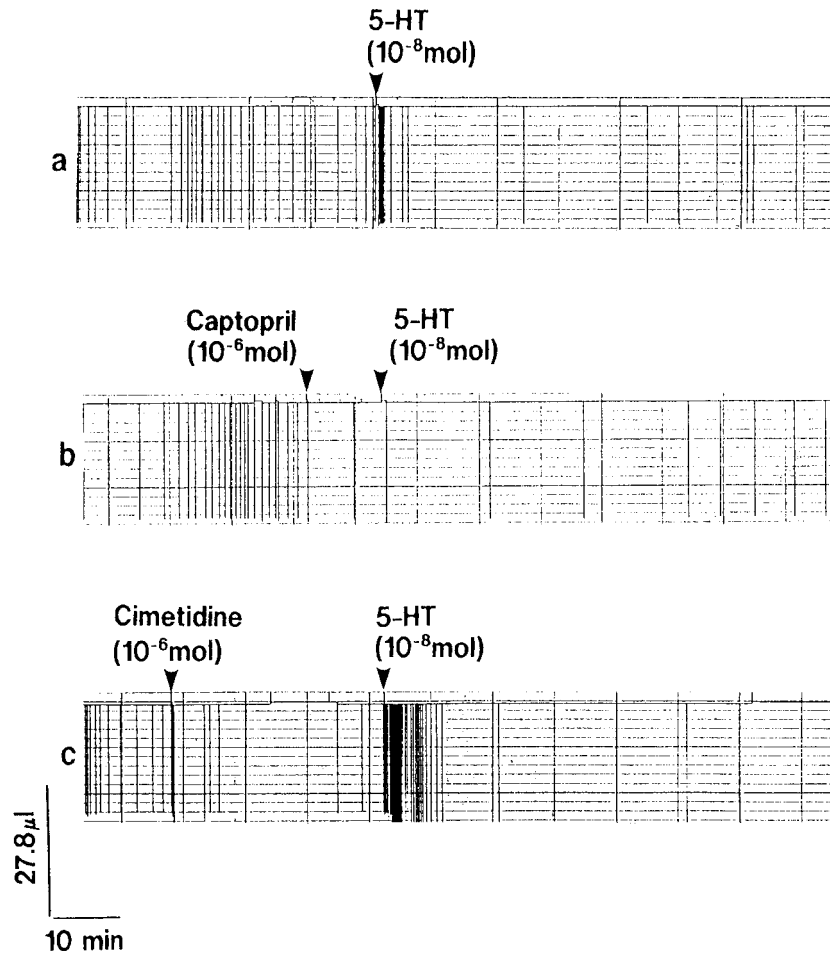 5-HT
(10⁻⁸mol)
a
Captopril
(10⁻⁶mol)
5-HT
(10⁻⁸mol)
b
Cimetidine
(10⁻⁶mol)
5-HT
(10⁻⁸mol)
c
27.8µl
10 min